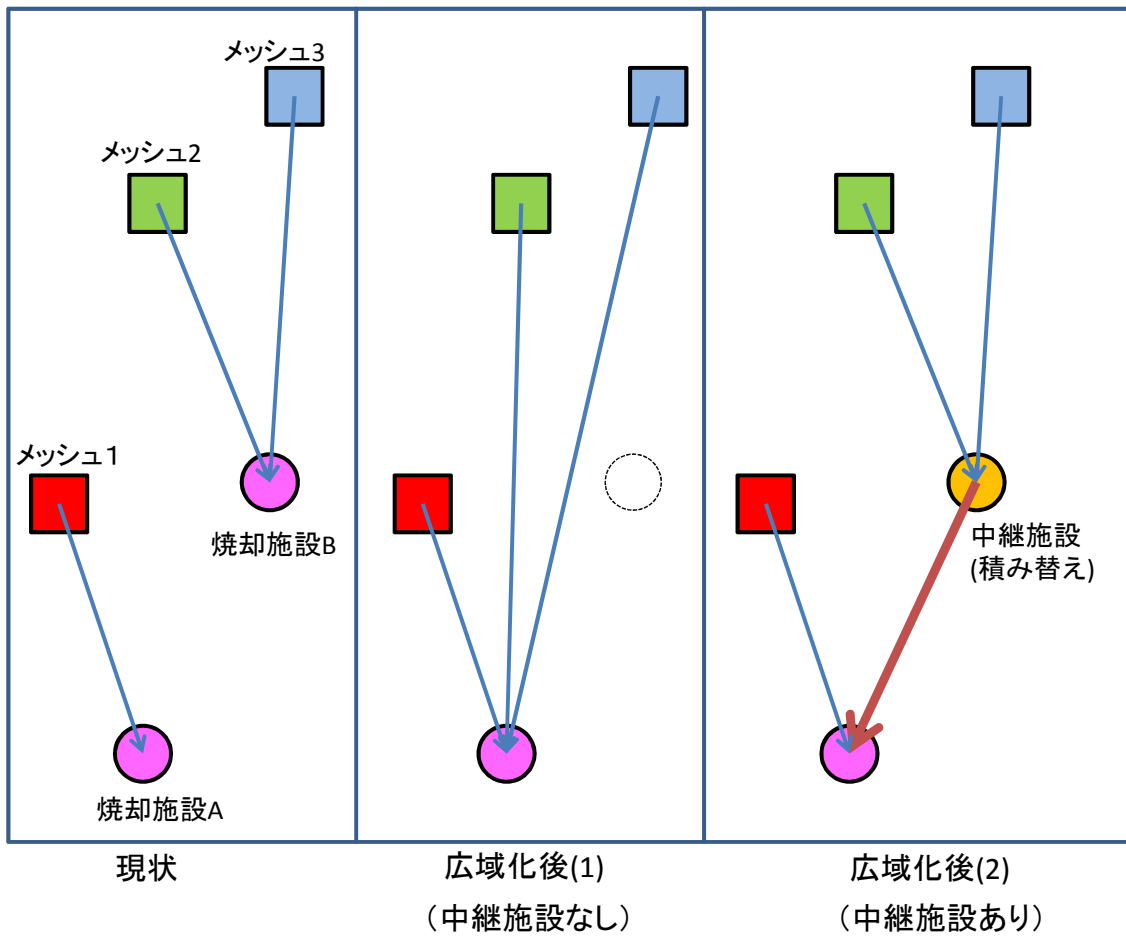 メッシュ3
メッシュ2
メッシュ1
焼却施設B
焼却施設A
中継施設
(積み替え)
現状
広域化後(1)
（中継施設なし）
広域化後(2)
（中継施設あり）